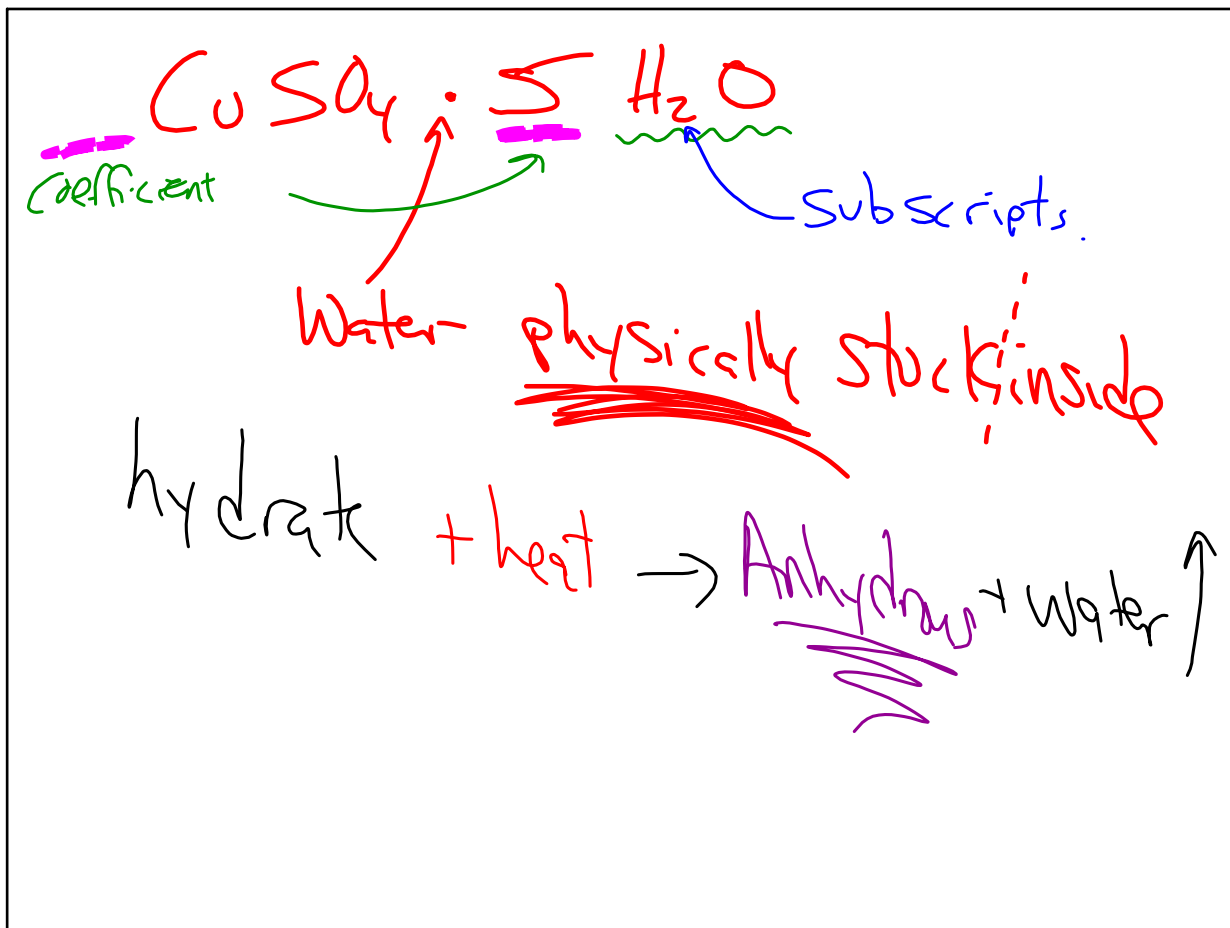 CuSO₄ · 5 H₂O
Coefficient
subscripts.
Water physically stuck inside
hydrate + heat → Anhydrous + water ↑